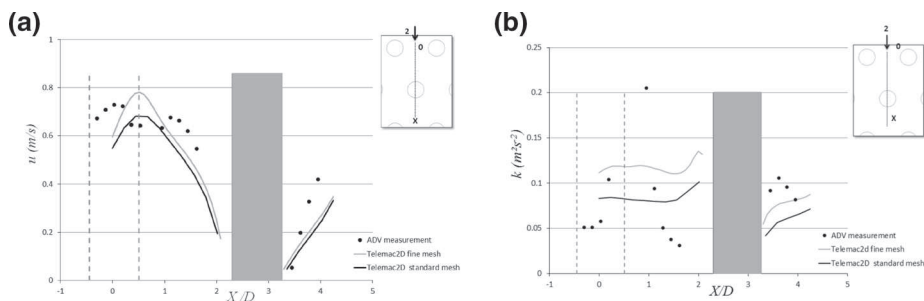 (a)
2
0
X
1
0.8
0.6
0.4
0.2
0
u (m/s)
-1 0 1 2 3 4 5
X/D
ADV measurement
Telemac2D fine mesh
Telemac2D standard mesh
(b)
2
0
X
0.25
0.2
0.15
0.1
0.05
0
k (m²s⁻²)
-1 0 1 2 3 4 5
X/D
ADV measurement
Telemac2d fine mesh
Telemac2D standard mesh